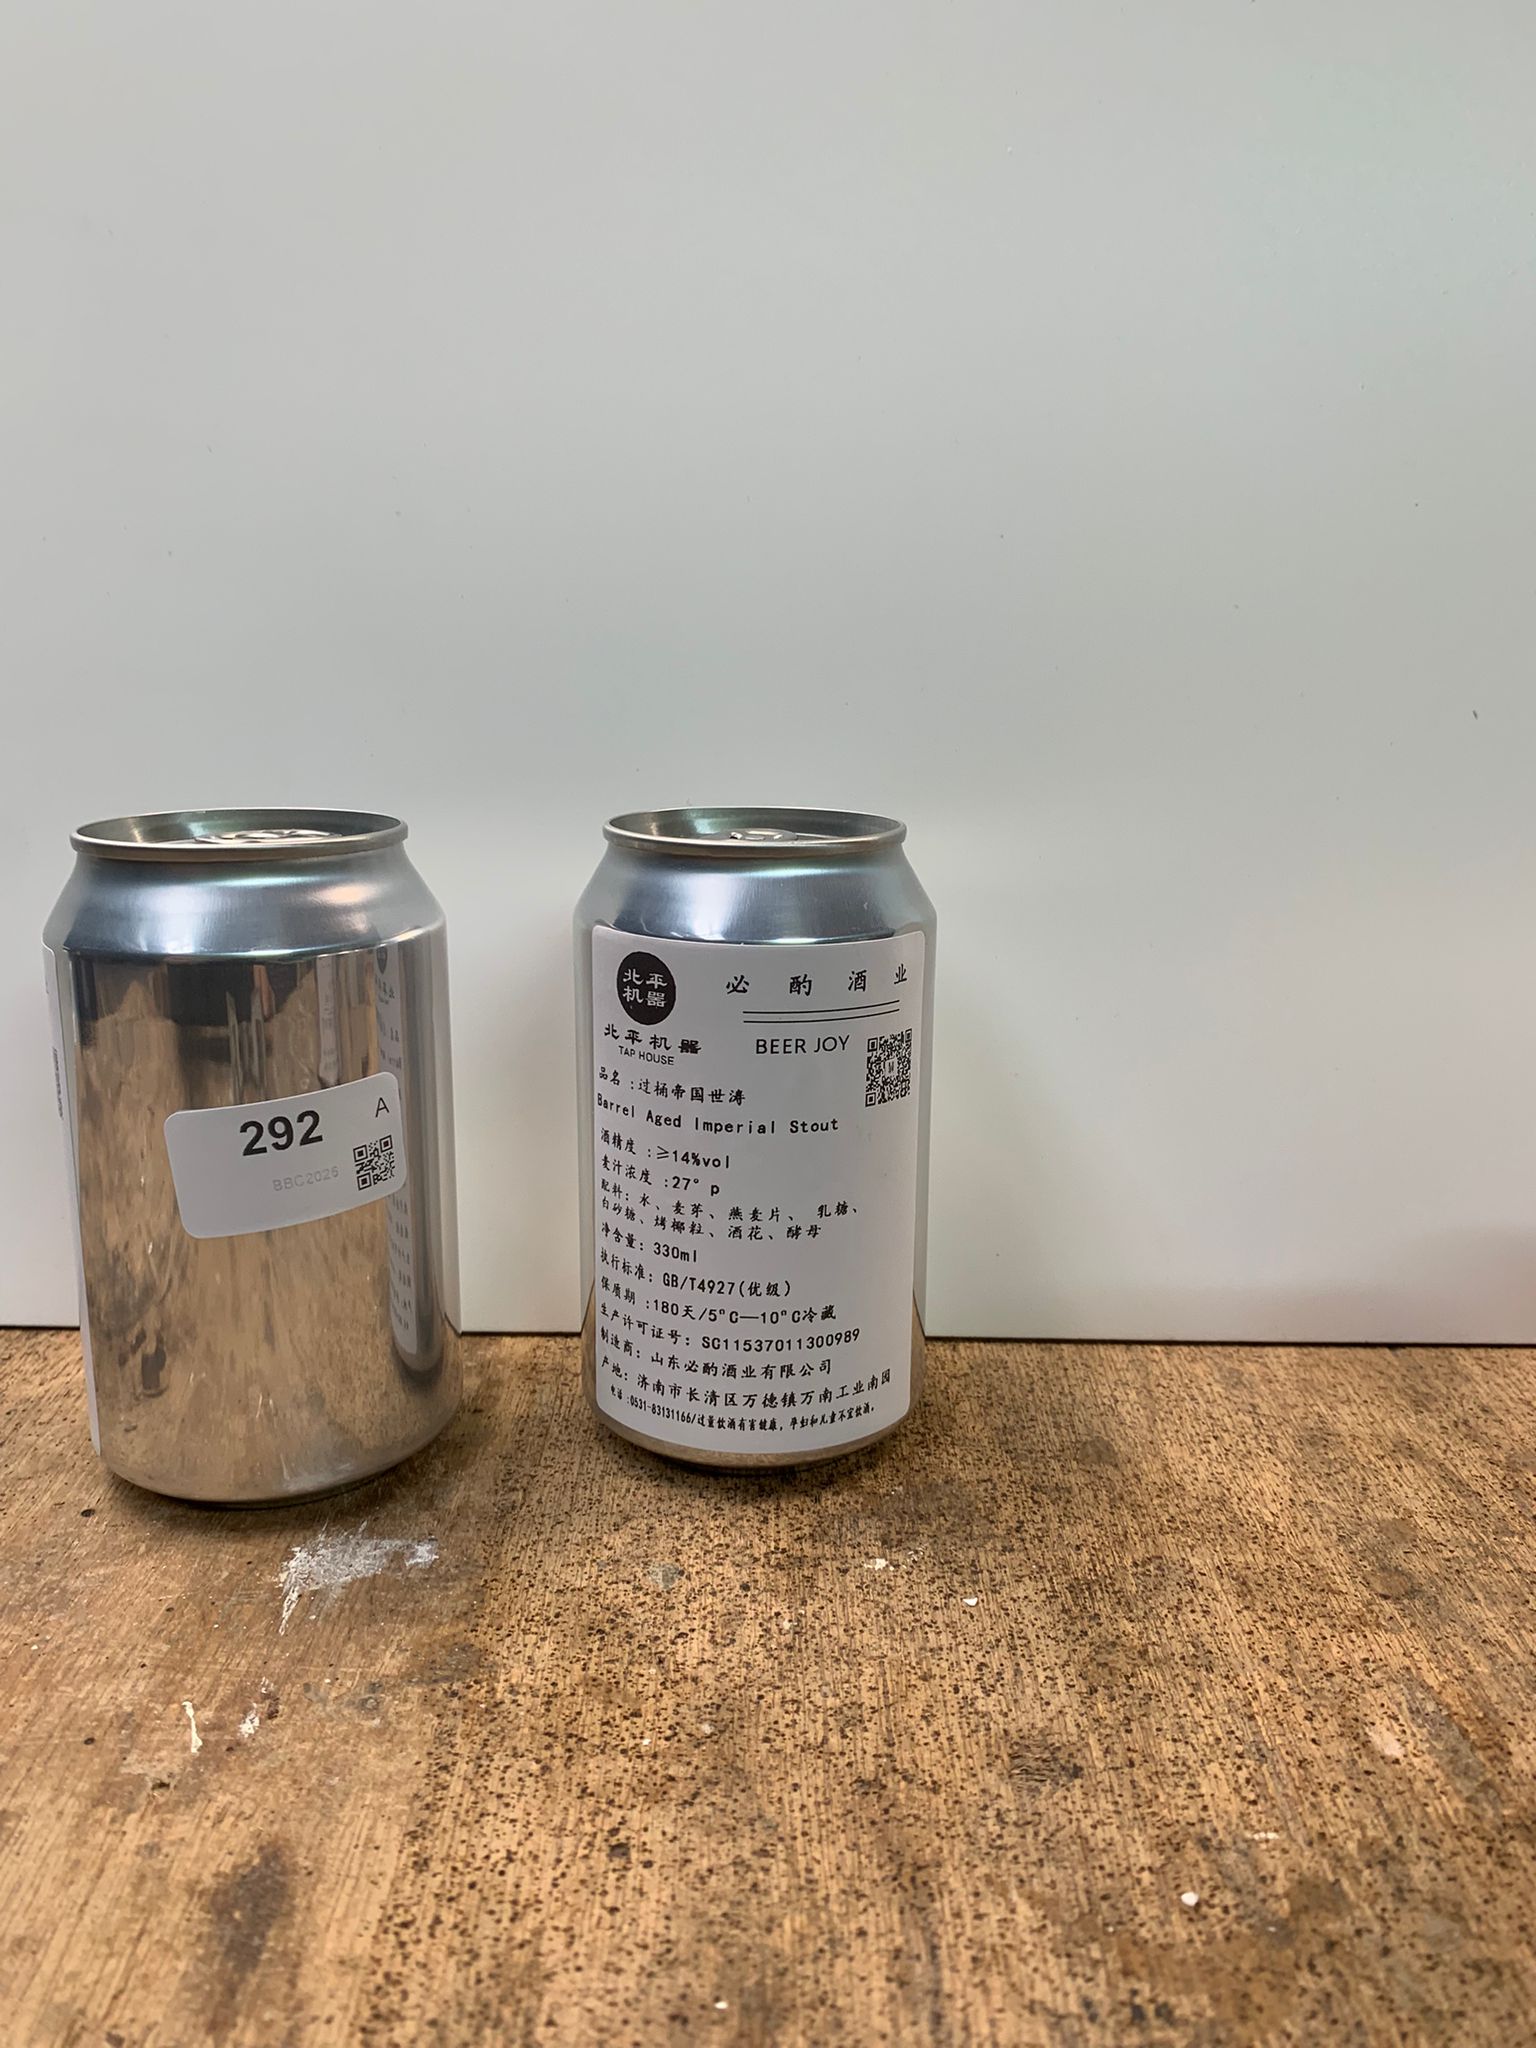 292
A
BBC2025
北平
机器
北平机器
TAP HOUSE
必酌酒业
BEER JOY
品名:过桶帝国世涛
Barrel Aged Imperial Stout
酒精度:≥14%vol
麦汁浓度:27° p
配料: 水、麦芽、燕麦片、 乳糖、
白砂糖、烤椰粒、酒花、酵母
净含量: 330ml
执行标准: GB/T4927(优级)
保质期:180天/5°C—10°C冷藏
生产许可证号: SC11537011300989
制造商: 山东必酌酒业有限公司
产地: 济南市长清区万德镇万南工业南园
电话:0531-83131166/过量饮酒有害健康, 孕妇和儿童不宜饮酒。